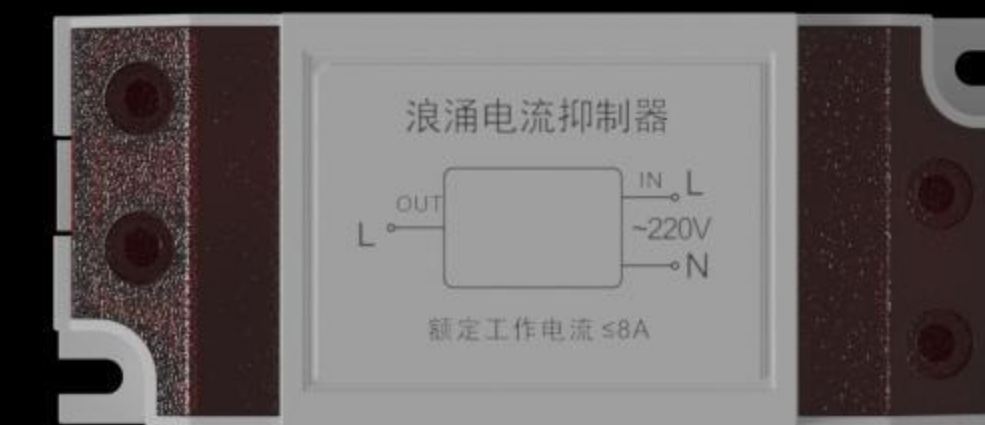 浪涌电流抑制器
IN L
OUT
L
~220V
N
额定工作电流 ≤8A